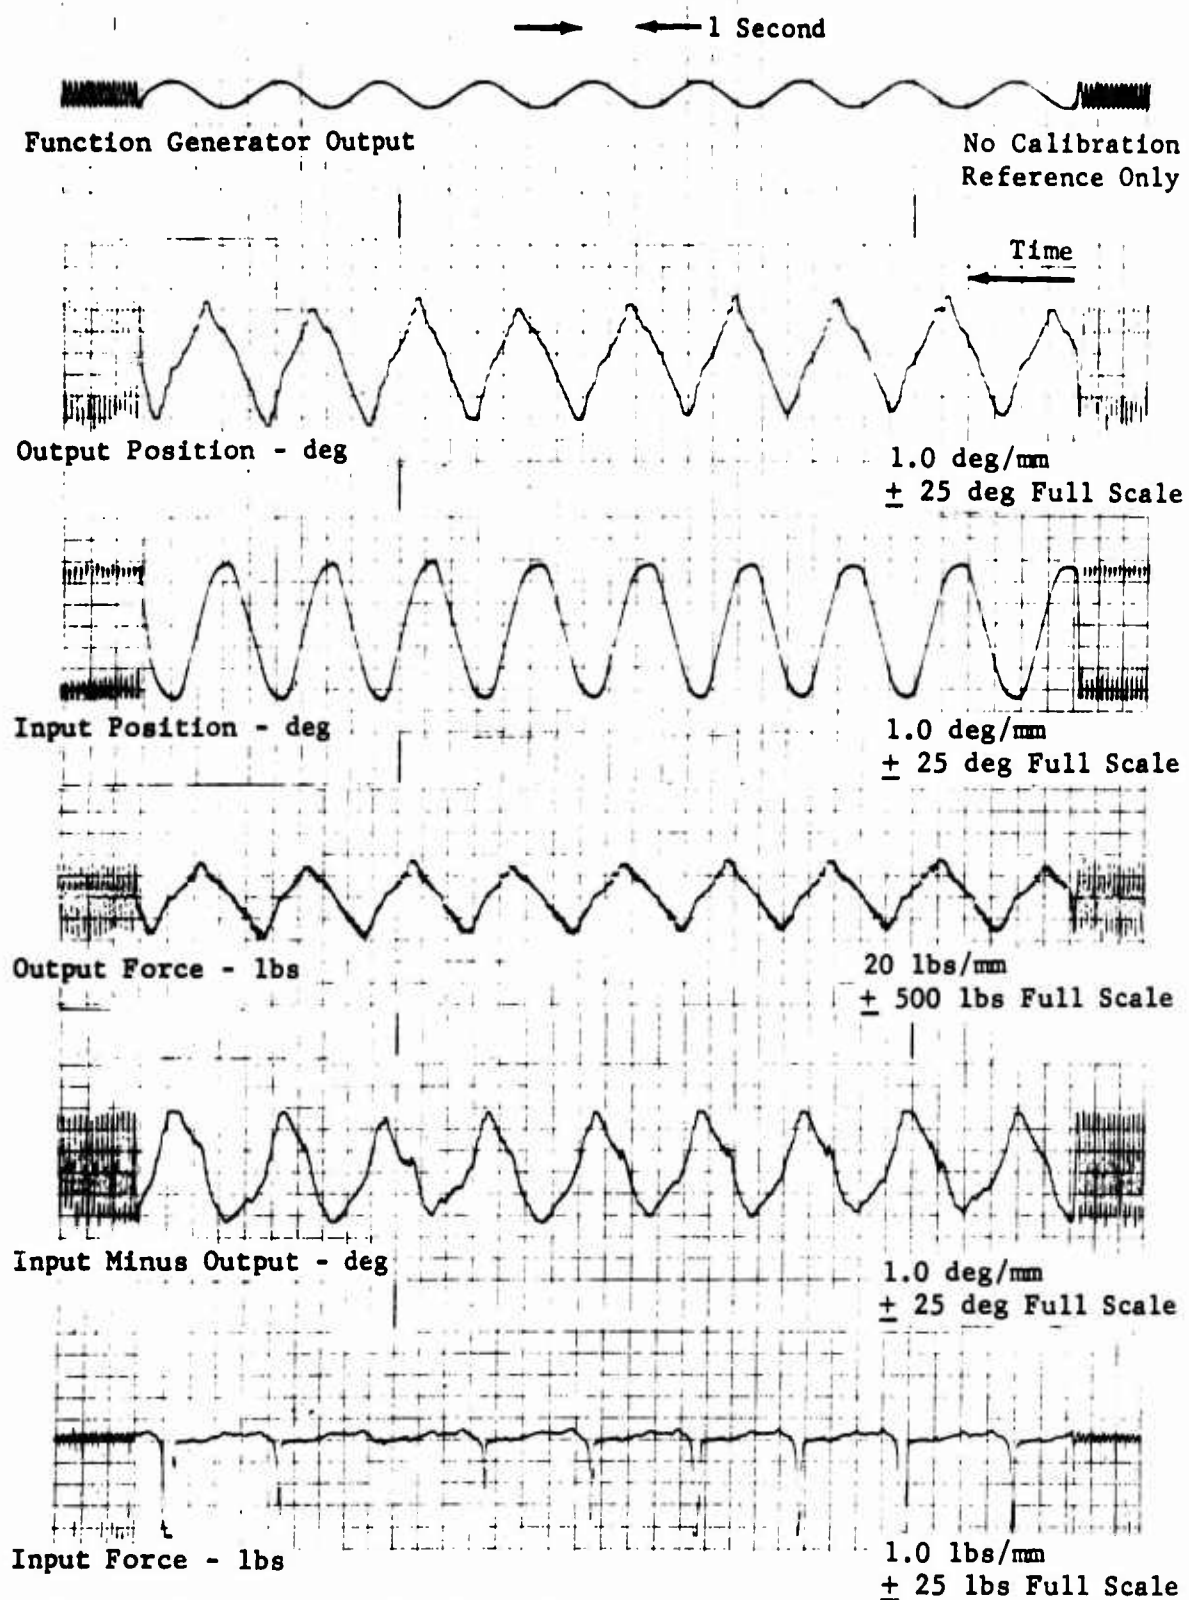 1 Second
Function Generator Output
No Calibration
Reference Only
Time
Output Position - deg
1.0 deg/mm
± 25 deg Full Scale
Input Position - deg
1.0 deg/mm
± 25 deg Full Scale
Output Force - lbs
20 lbs/mm
± 500 lbs Full Scale
Input Minus Output - deg
1.0 deg/mm
± 25 deg Full Scale
Input Force - lbs
1.0 lbs/mm
± 25 lbs Full Scale